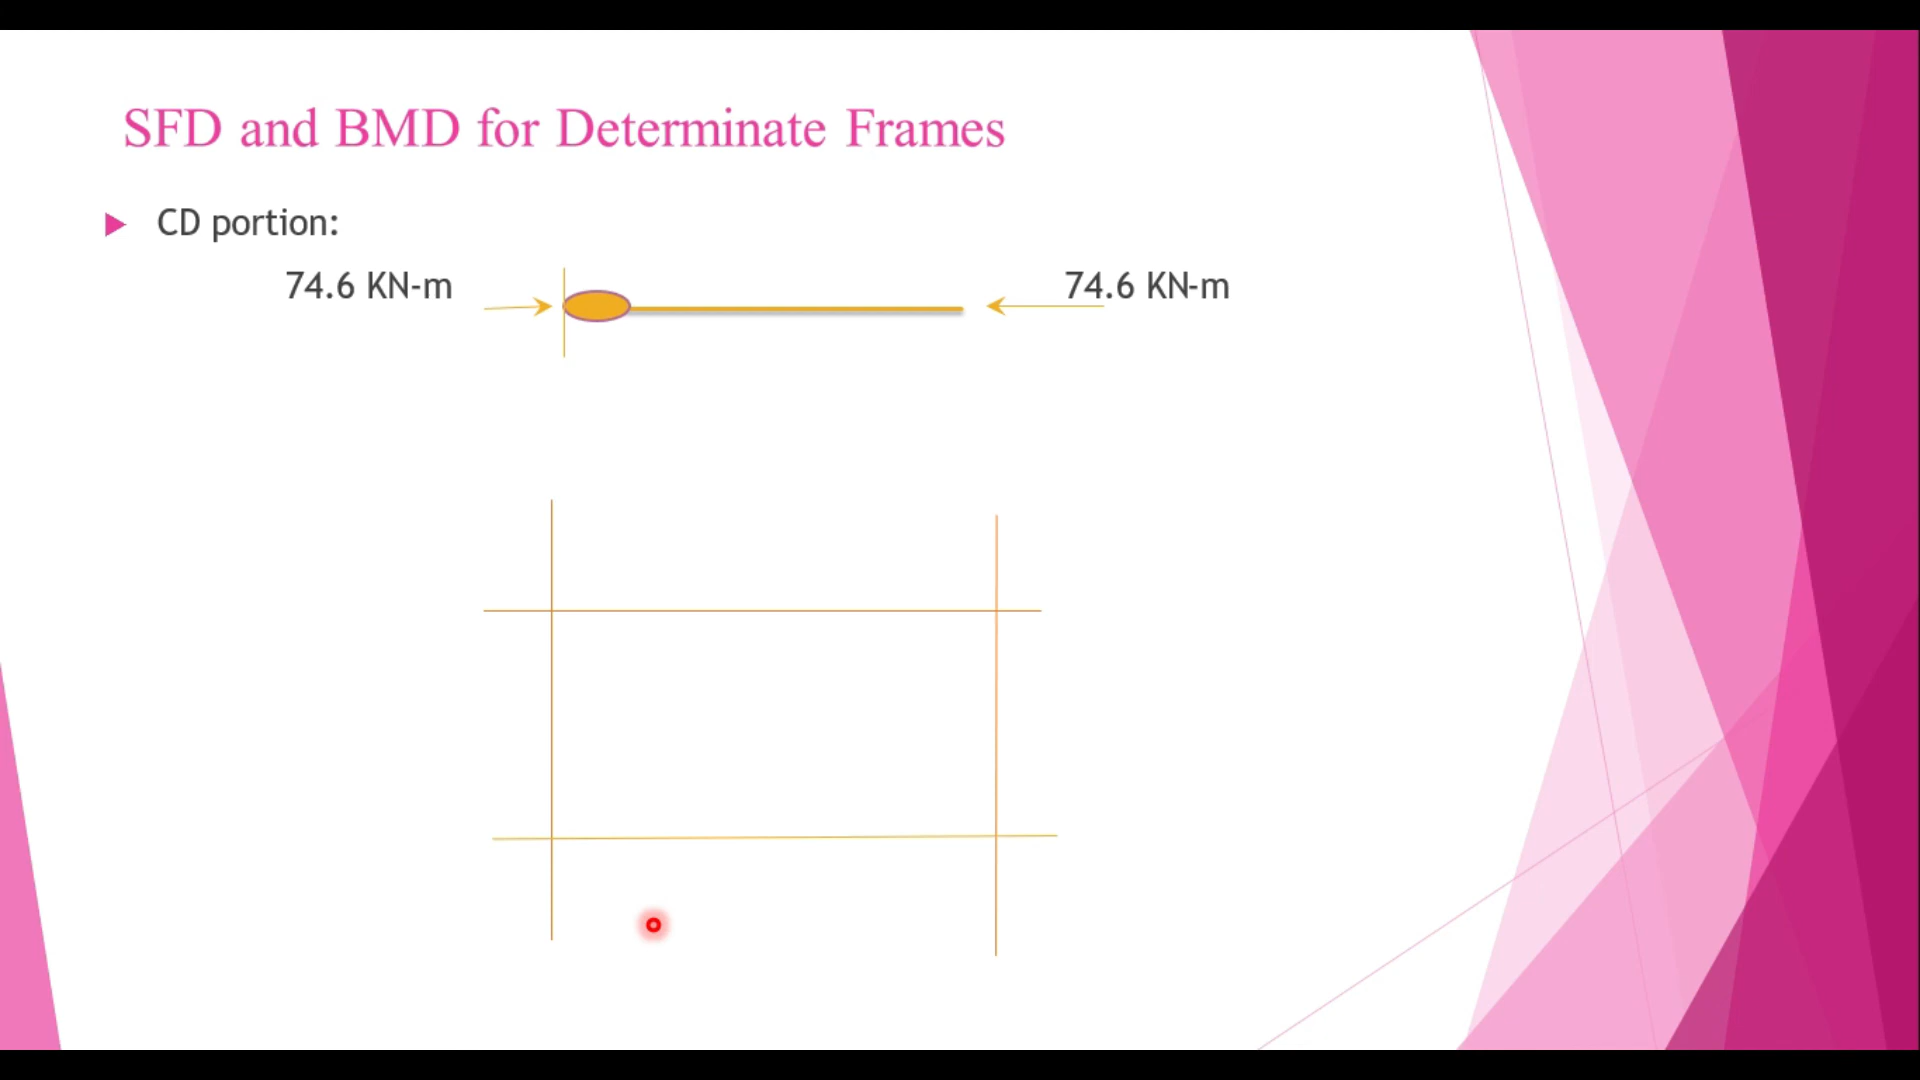 SFD and BMD for Determinate Frames
CD portion:
74.6 KN-m 74.6 KN-m